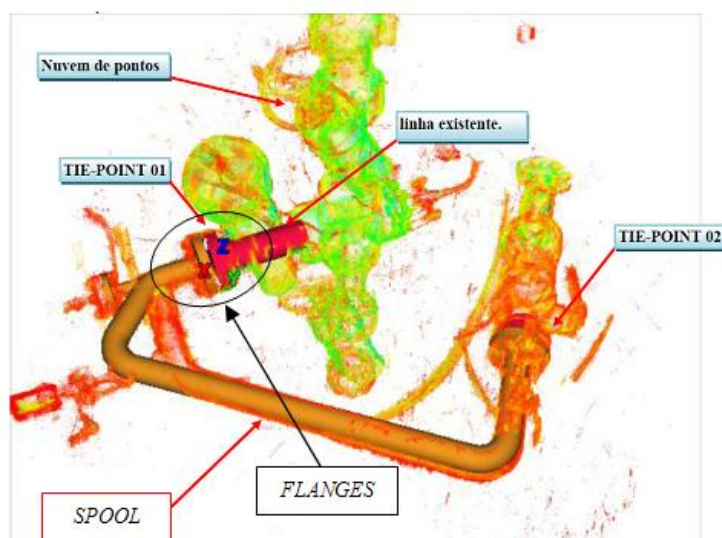 Nuvem de pontos
linha existente.
TIE-POINT 01
Z
X
Y
TIE-POINT 02
FLANGES
SPOOL